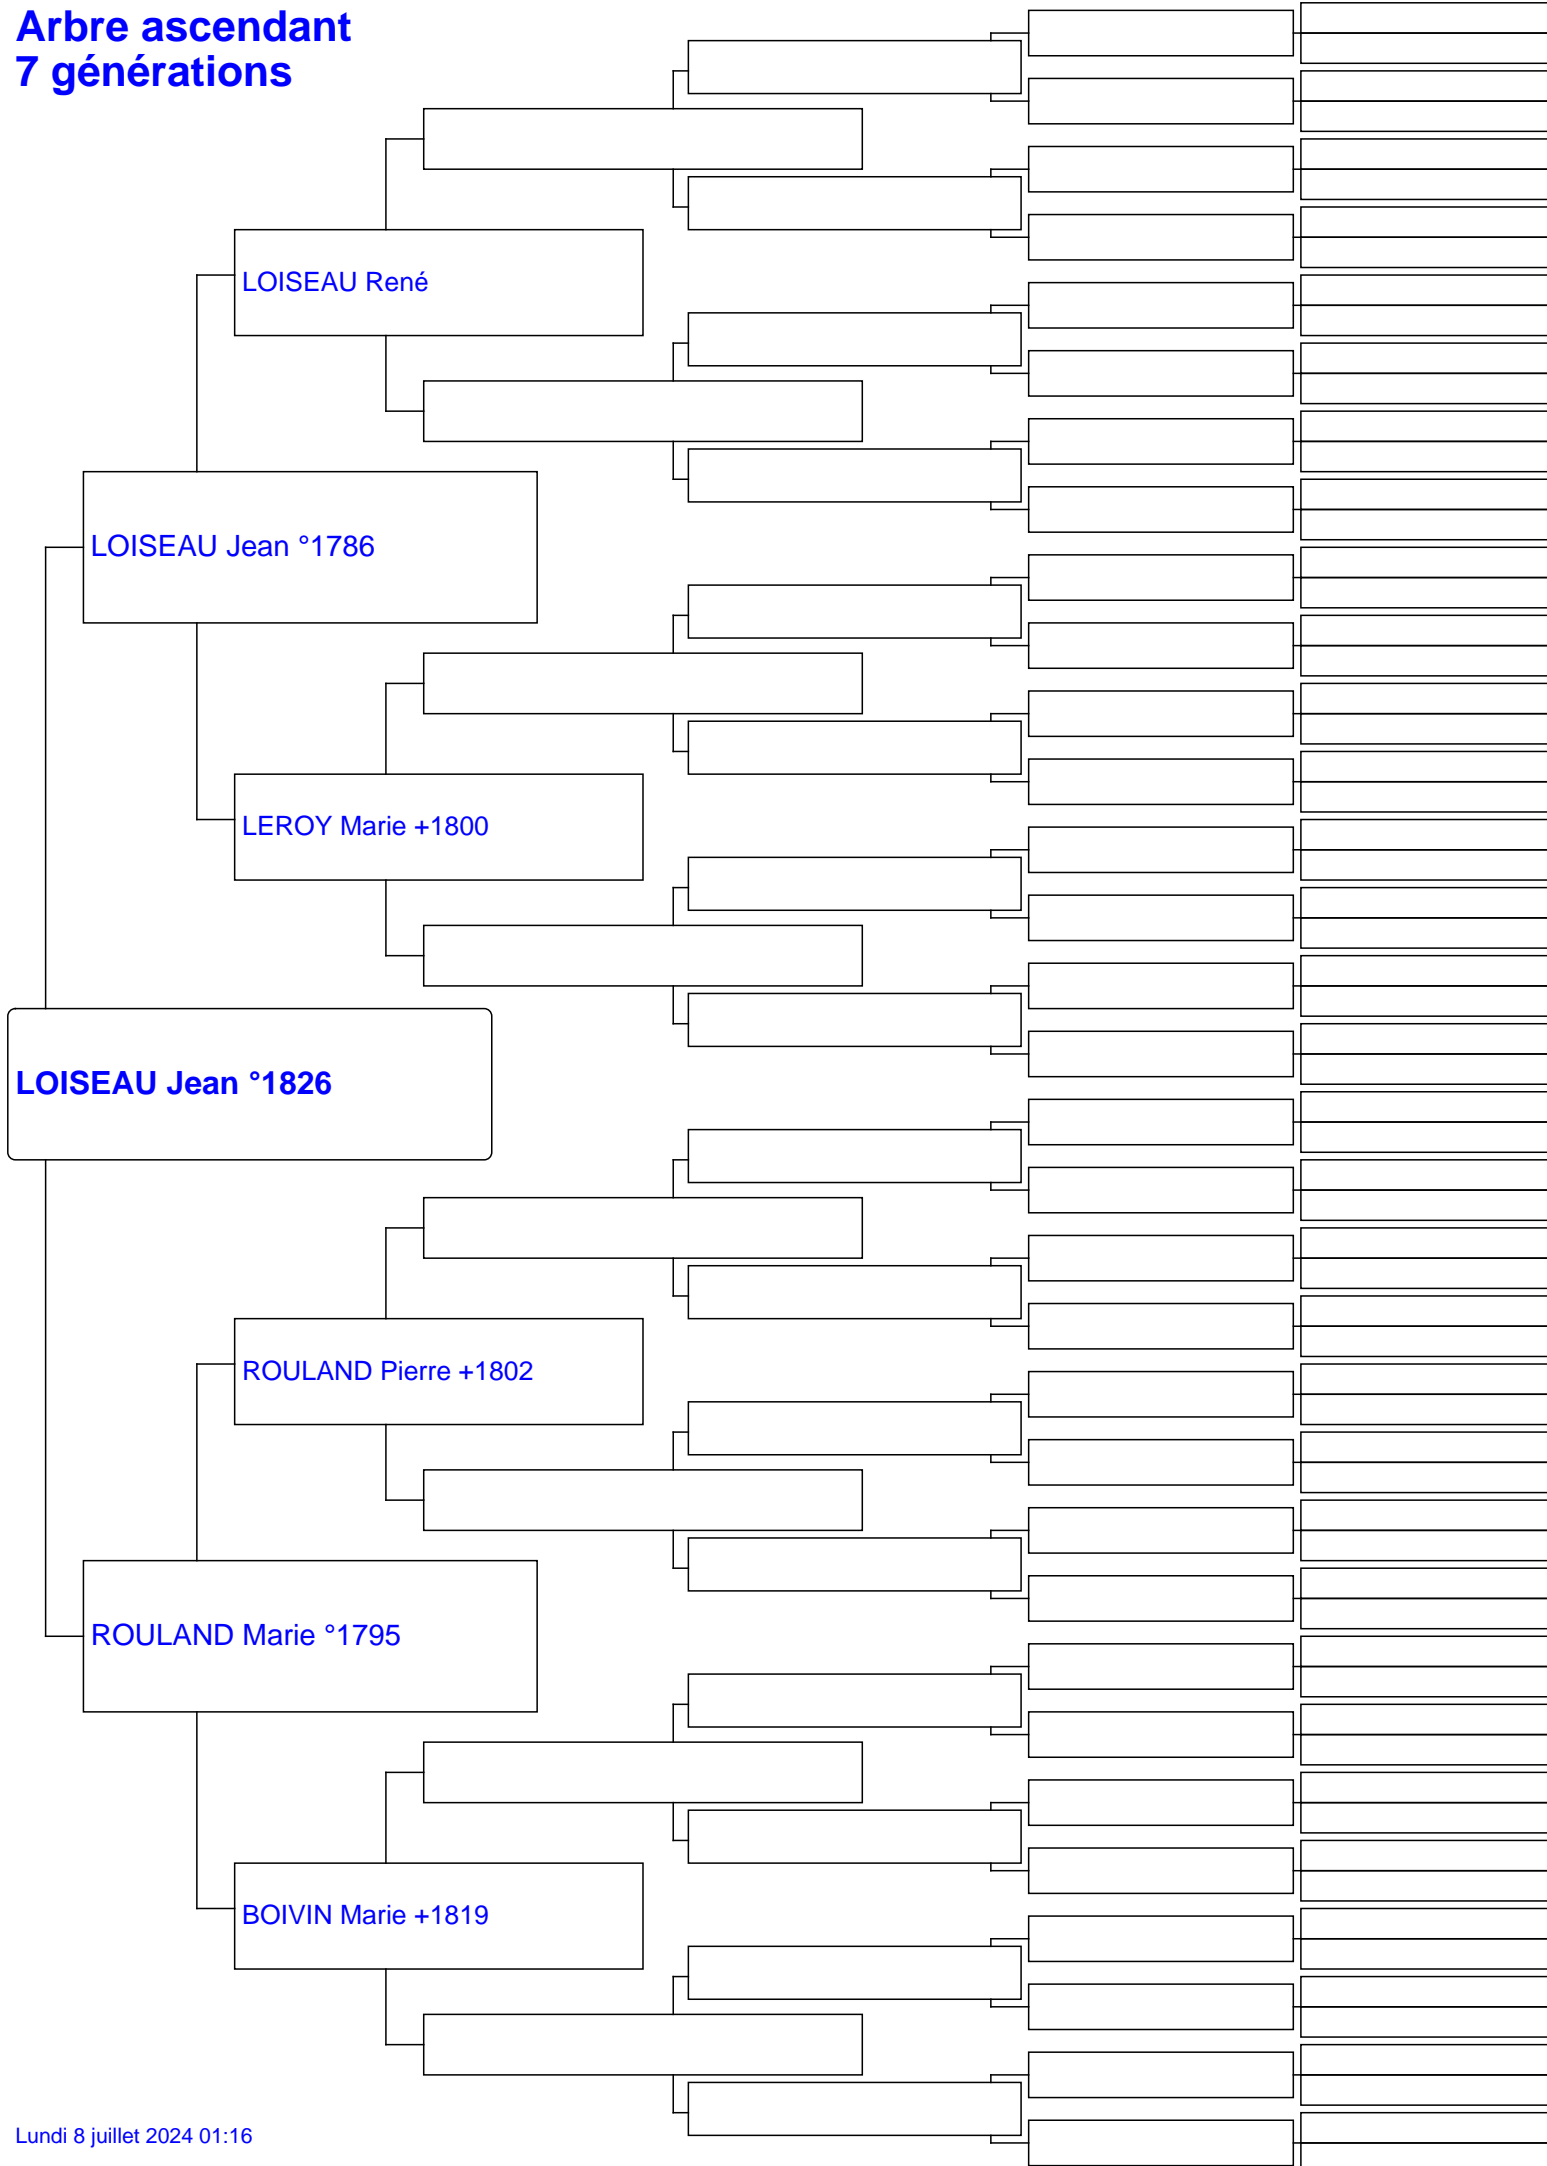 Arbre ascendant
7 générations
LOISEAU René
LOISEAU Jean °1786
LEROY Marie +1800
LOISEAU Jean °1826
ROULAND Pierre +1802
ROULAND Marie °1795
BOIVIN Marie +1819
Lundi 8 juillet 2024 01:16